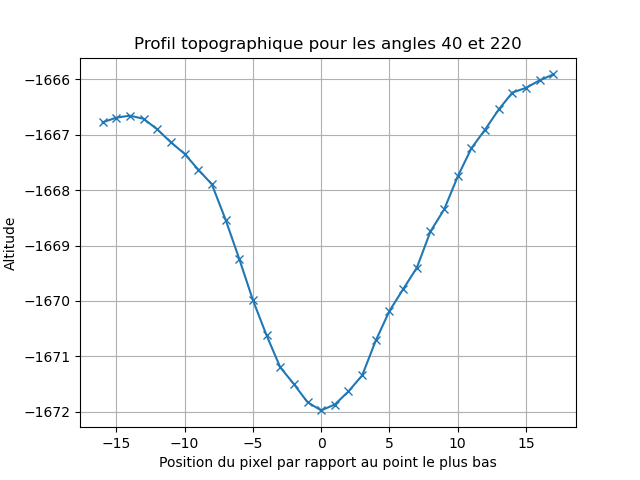 Profil topographique pour les angles 40 et 220
Altitude
−1666
−1667
−1668
−1669
−1670
−1671
−1672
−15 −10 −5 0 5 10 15
Position du pixel par rapport au point le plus bas